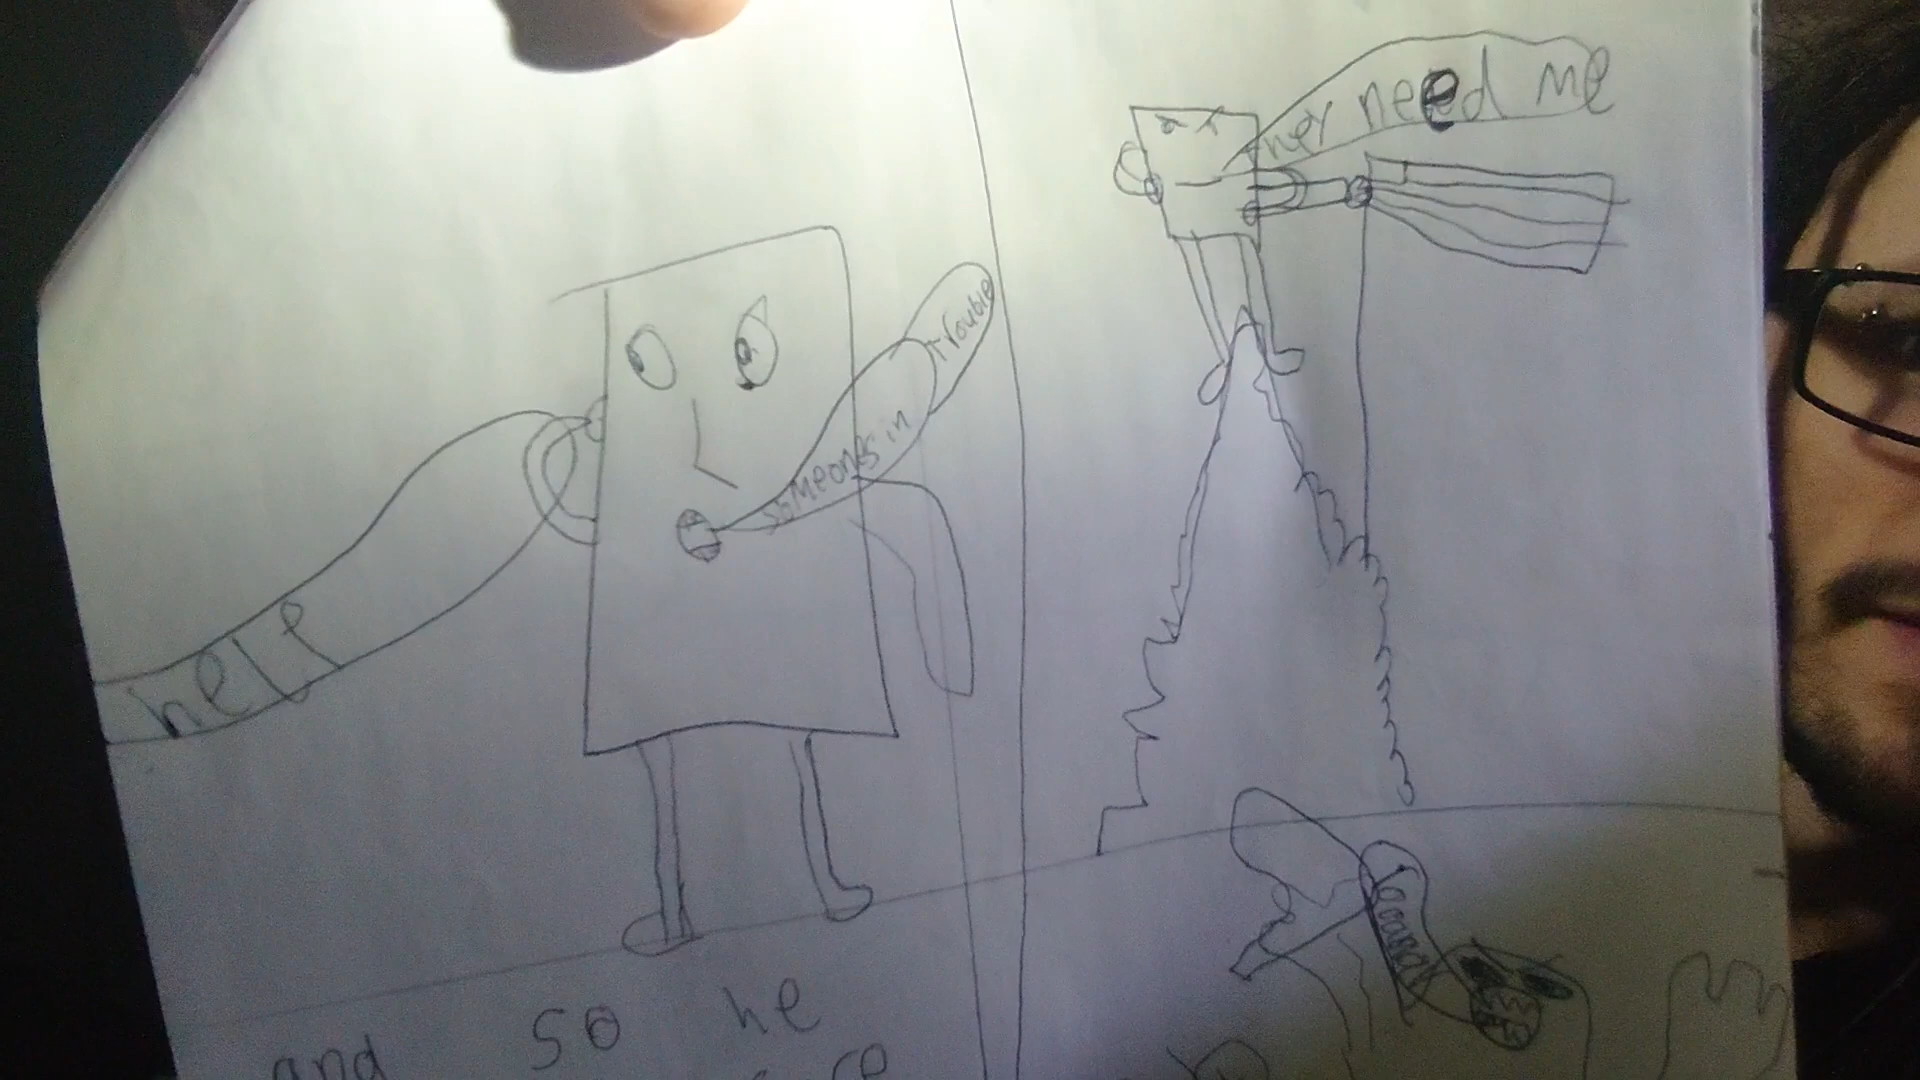 help
someone's in
trouble
they need me
and so he